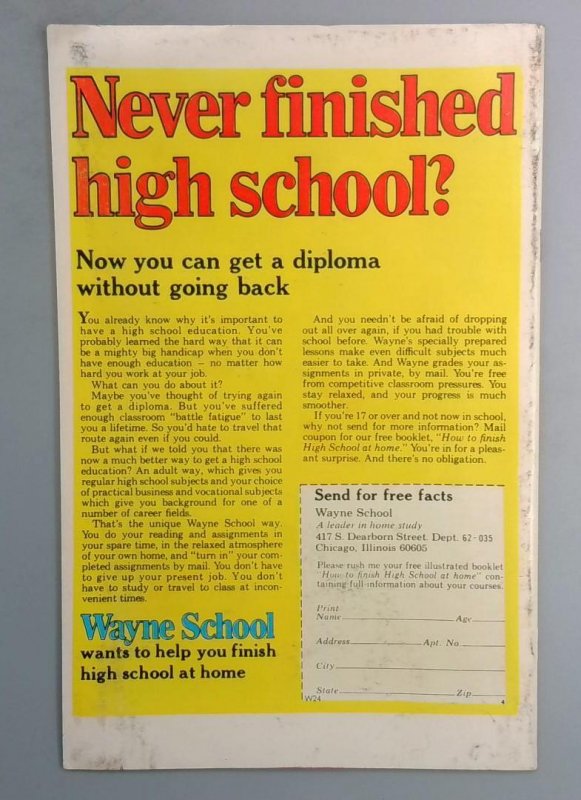 Never finished
high school?
Now you can get a diploma
without going back
You already know why it's important to
have a high school education. You've
probably learned the hard way that it can
be a mighty big handicap when you don't
have enough education – no matter how
hard you work at your job.
What can you do about it?
Maybe you've thought of trying again
to get a diploma. But you've suffered
enough classroom "battle fatigue" to last
you a lifetime. So you'd hate to travel that
route again even if you could.
But what if we told you that there was
now a much better way to get a high school
education? An adult way, which gives you
regular high school subjects and your choice
of practical business and vocational subjects
which give you background for one of a
number of career fields.
That's the unique Wayne School way.
You do your reading and assignments in
your spare time, in the relaxed atmosphere
of your own home, and "turn in" your com-
pleted assignments by mail. You don't have
to give up your present job. You don't
have to study or travel to class at incon-
venient times.
Wayne School
wants to help you finish
high school at home
And you needn't be afraid of dropping
out all over again, if you had trouble with
school before. Wayne's specially prepared
lessons make even difficult subjects much
easier to take. And Wayne grades your as-
signments in private, by mail. You're free
from competitive classroom pressures. You
stay relaxed, and your progress is much
smoother.
If you're 17 or over and not now in school,
why not send for more information? Mail
coupon for our free booklet, "How to finish
High School at home." You're in for a pleas-
ant surprise. And there's no obligation.
Send for free facts
Wayne School
A leader in home study
417 S. Dearborn Street. Dept. 62-035
Chicago, Illinois 60605
Please rush me your free illustrated booklet
"How to finish High School at home" con-
taining full information about your courses.
Print
Name Age
Address Apt. No
City
State Zip
W24 4